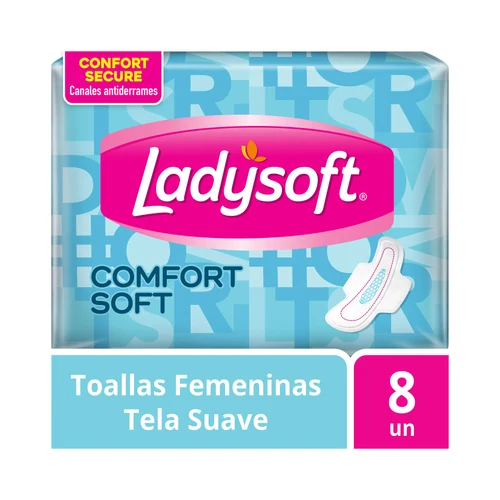 CONFORT
SECURE
Canales antiderrames
Ladysoft®
COMFORT
SOFT
Toallas Femeninas
Tela Suave
8
un